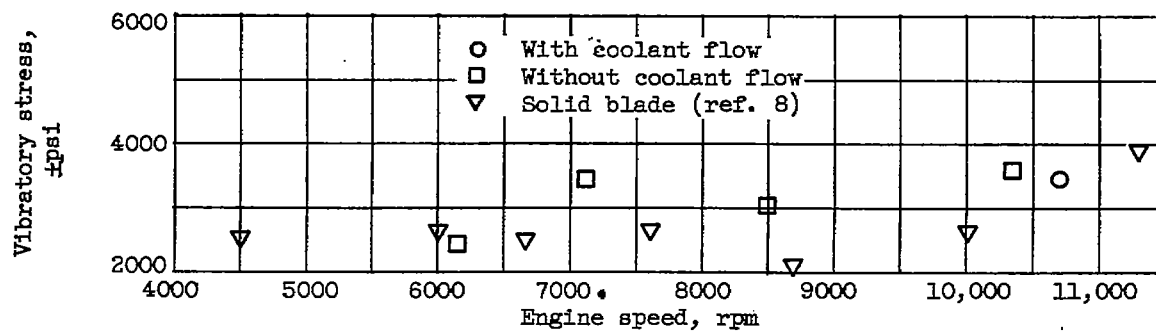 Vibratory stress,
±psi
6000
4000
2000
With coolant flow
Without coolant flow
Solid blade (ref. 8)
4000 5000 6000 7000 8000 9000 10,000 11,000
Engine speed, rpm